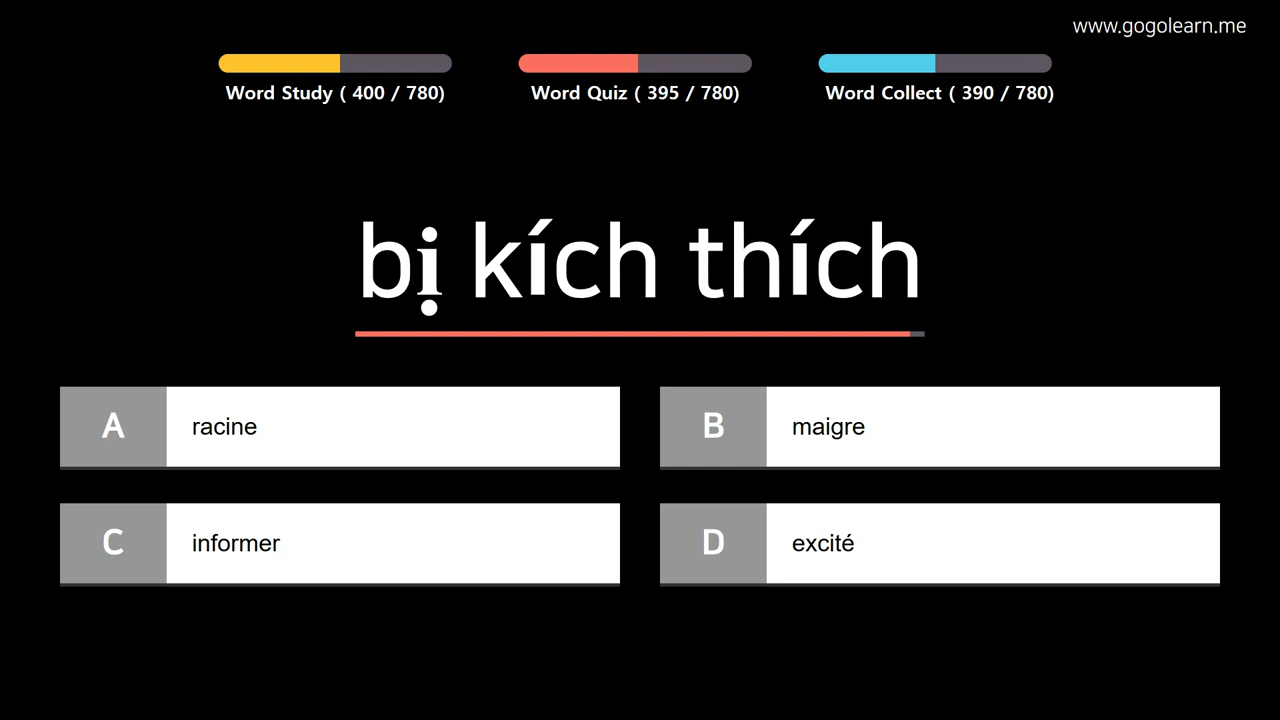 www.gogolearn.me
Word Study ( 400 / 780)
Word Quiz ( 395 / 780)
Word Collect ( 390 / 780)
bị kích thích
A racine
B maigre
C informer
D excité